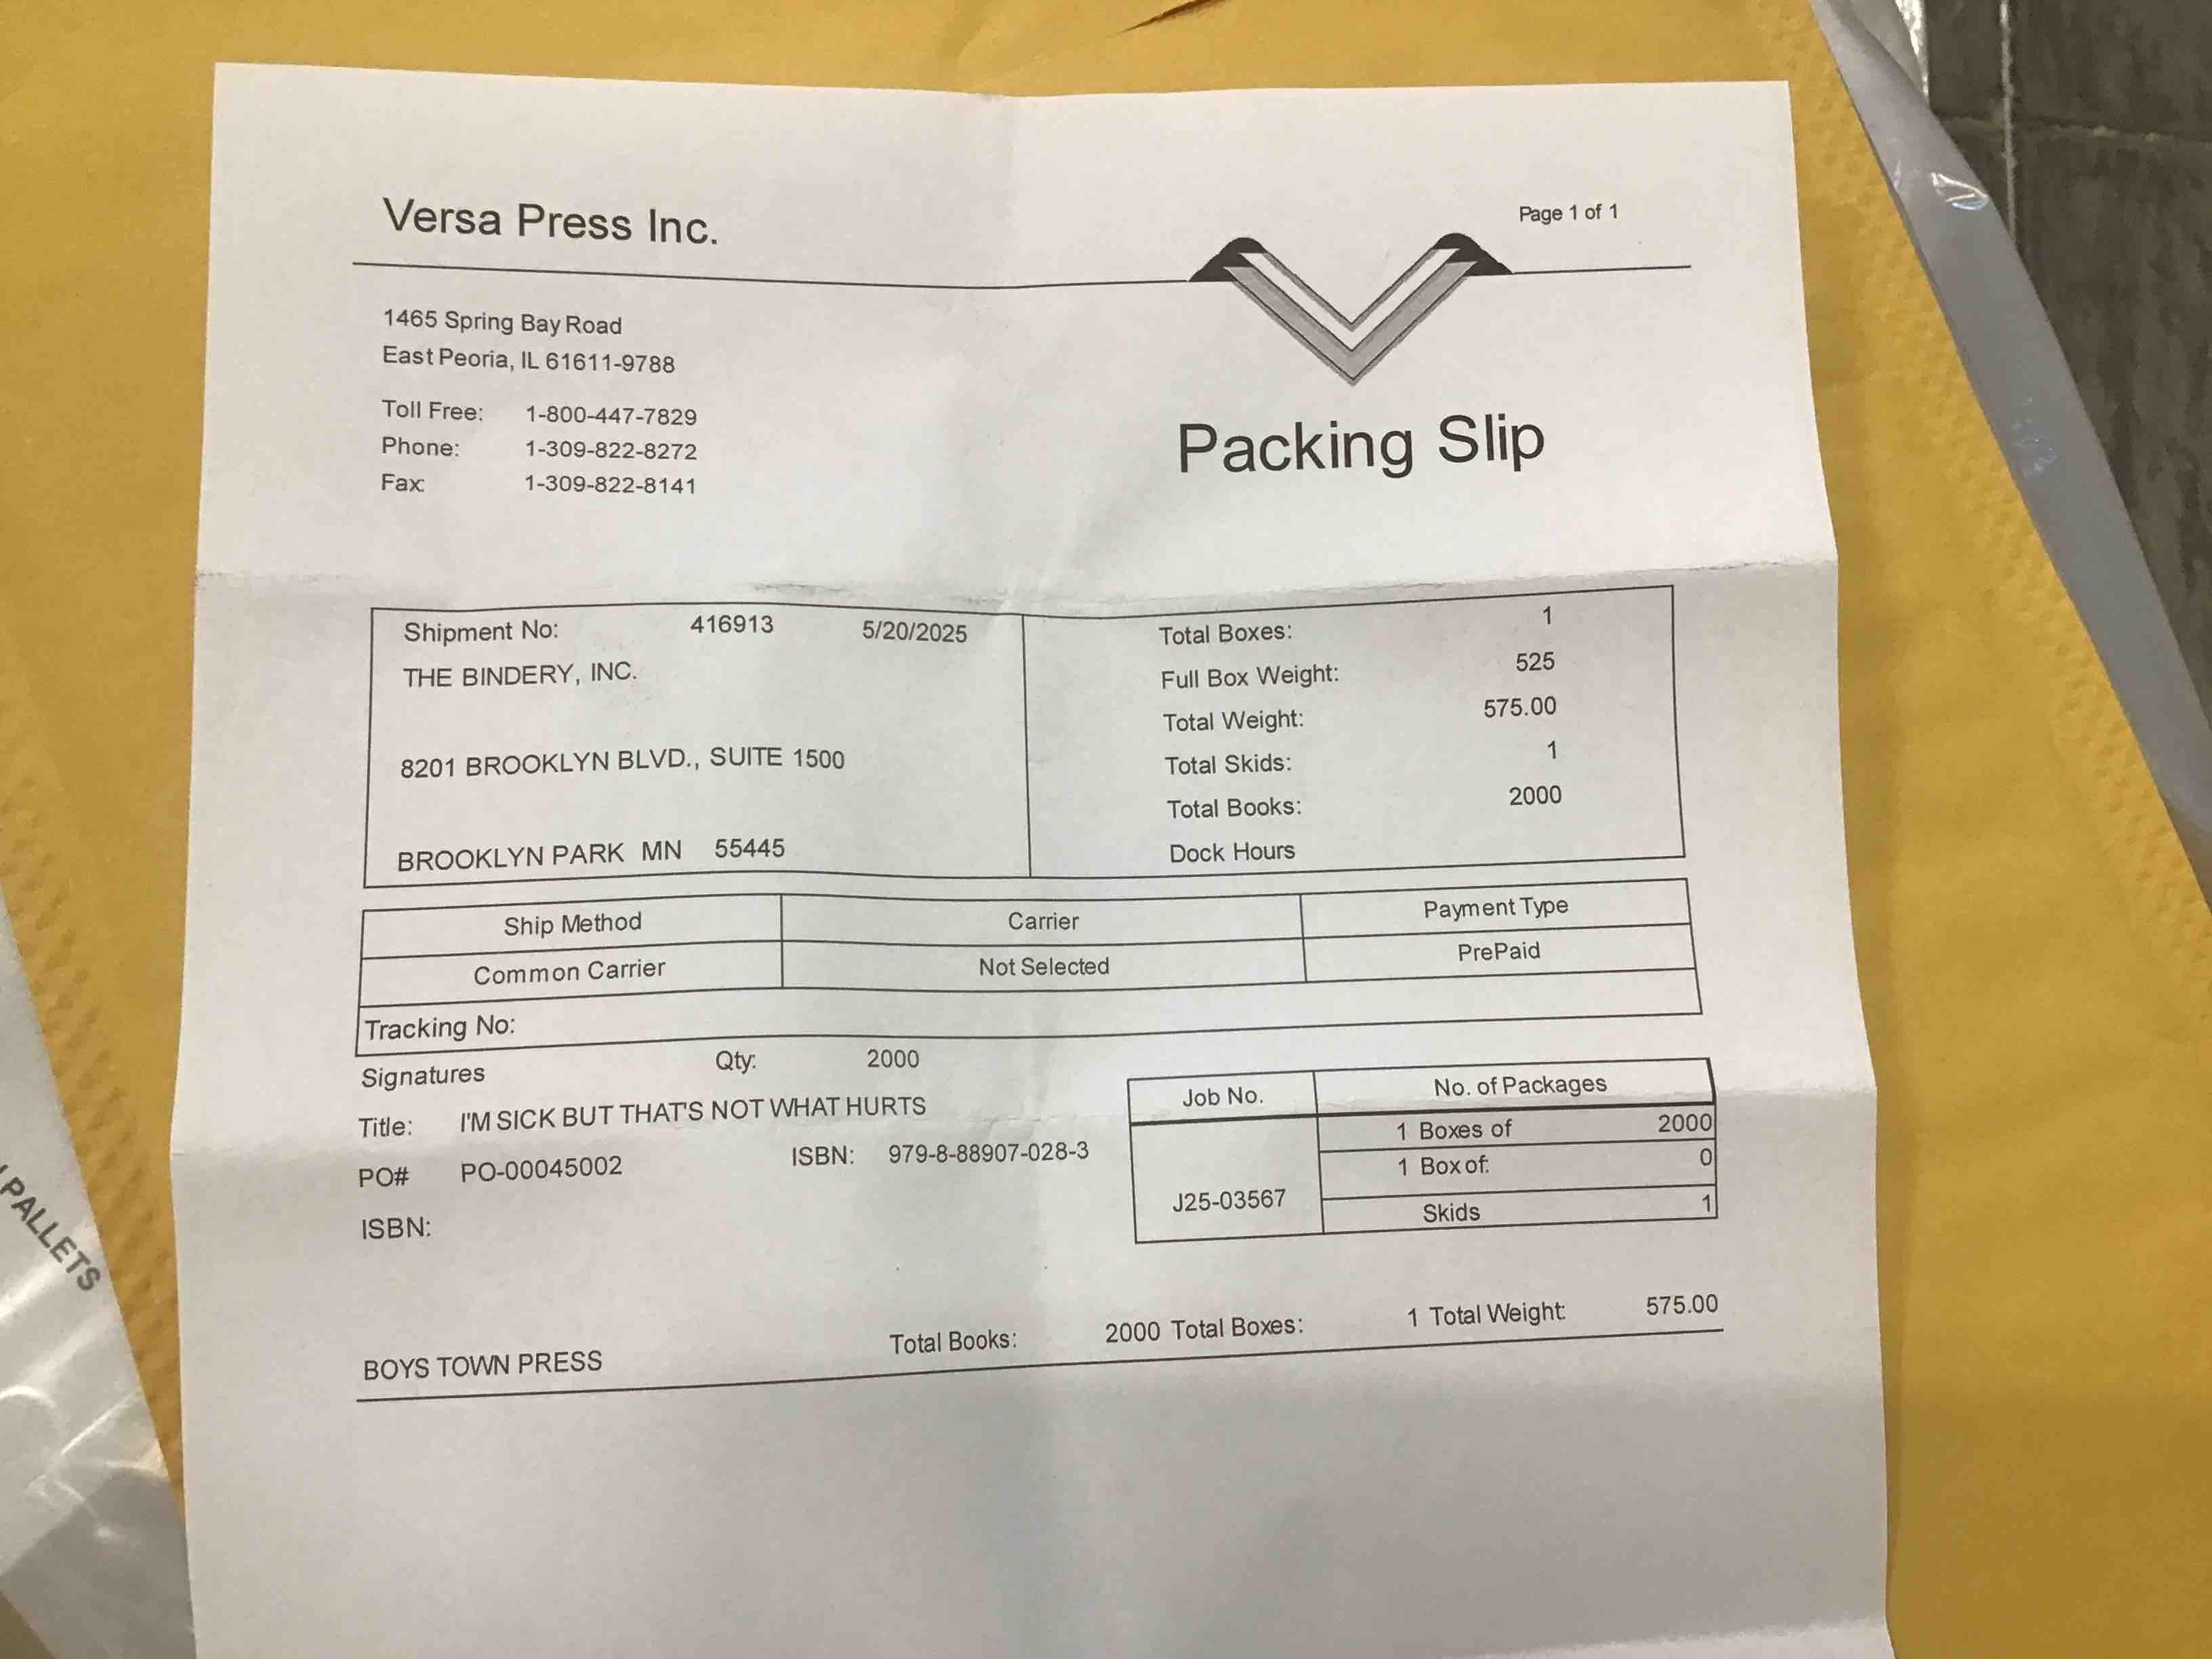 Versa Press Inc.
Page 1 of 1
1465 Spring Bay Road
East Peoria, IL 61611-9788
Toll Free: 1-800-447-7829
Phone: 1-309-822-8272
Fax: 1-309-822-8141
Packing Slip
Shipment No: 416913 5/20/2025
THE BINDERY, INC.
8201 BROOKLYN BLVD., SUITE 1500
BROOKLYN PARK MN 55445
Total Boxes: 1
Full Box Weight: 525
Total Weight: 575.00
Total Skids: 1
Total Books: 2000
Dock Hours
Ship Method Carrier Payment Type
Common Carrier Not Selected PrePaid
Tracking No:
Signatures Qty: 2000
Title: I'M SICK BUT THAT'S NOT WHAT HURTS
PO# PO-00045002 ISBN: 979-8-88907-028-3
ISBN:
Job No. No. of Packages
J25-03567
1 Boxes of 2000
1 Box of: 0
Skids 1
BOYS TOWN PRESS Total Books: 2000 Total Boxes: 1 Total Weight: 575.00
PALLETS